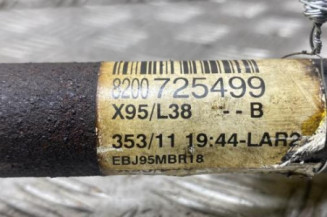 8200 725499
X95/L38 -- B
353/11 19:44-LAR2
EBJ95MBR18